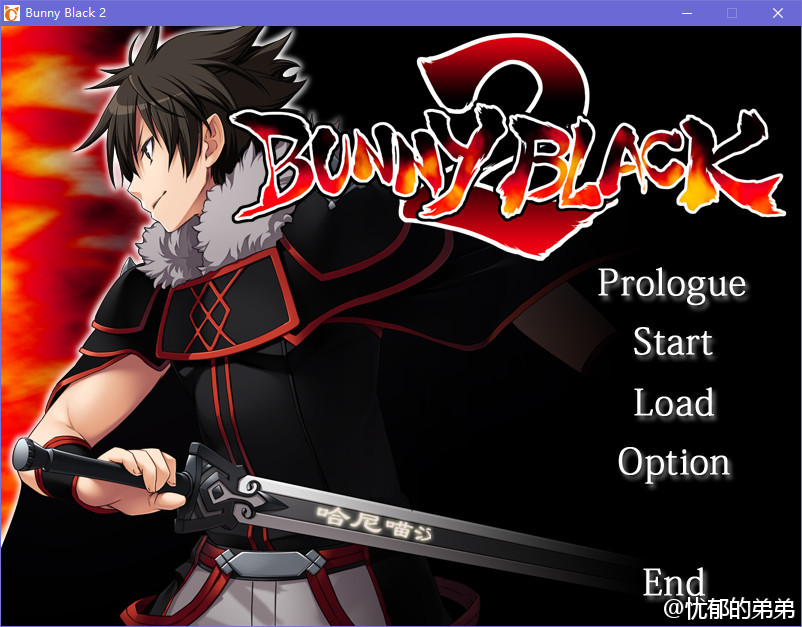 Bunny Black 2
BUNNY BLACK
2
Prologue
Start
Load
Option
哈尼喵
End
@忧郁的弟弟